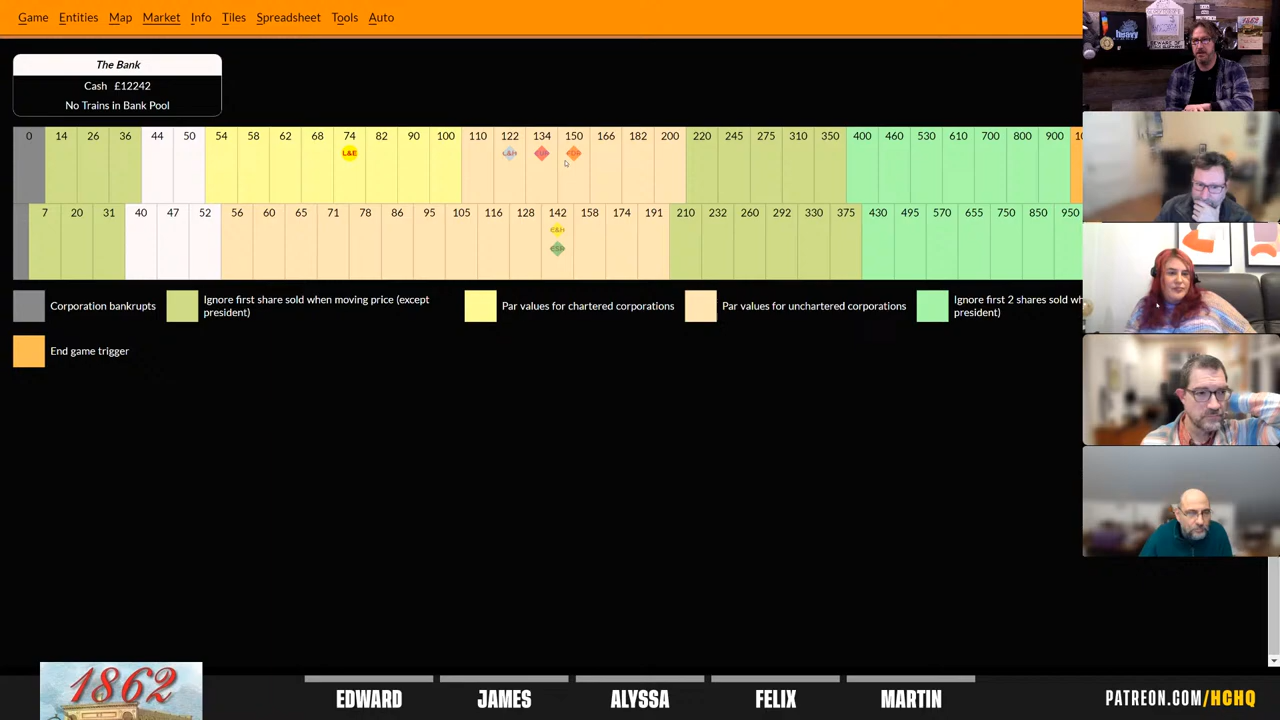 Game Entities Map Market Info Tiles Spreadsheet Tools Auto
The Bank
Cash £12242
No Trains in Bank Pool
0 14 26 36 44 50 54 58 62 68 74 82 90 100 110 122 134 150 166 182 200 220 245 275 310 350 400 460 530 610 700 800 900
L&E
7 20 31 40 47 52 56 60 65 71 78 86 95 105 116 128 142 158 174 191 210 232 260 292 330 375 430 495 570 655 750 850 950
Corporation bankrupts
Ignore first share sold when moving price (except president)
Par values for chartered corporations
Par values for unchartered corporations
Ignore first 2 shares sold
president)
End game trigger
1862
EDWARD JAMES ALYSSA FELIX MARTIN
PATREON.COM/HCHQ